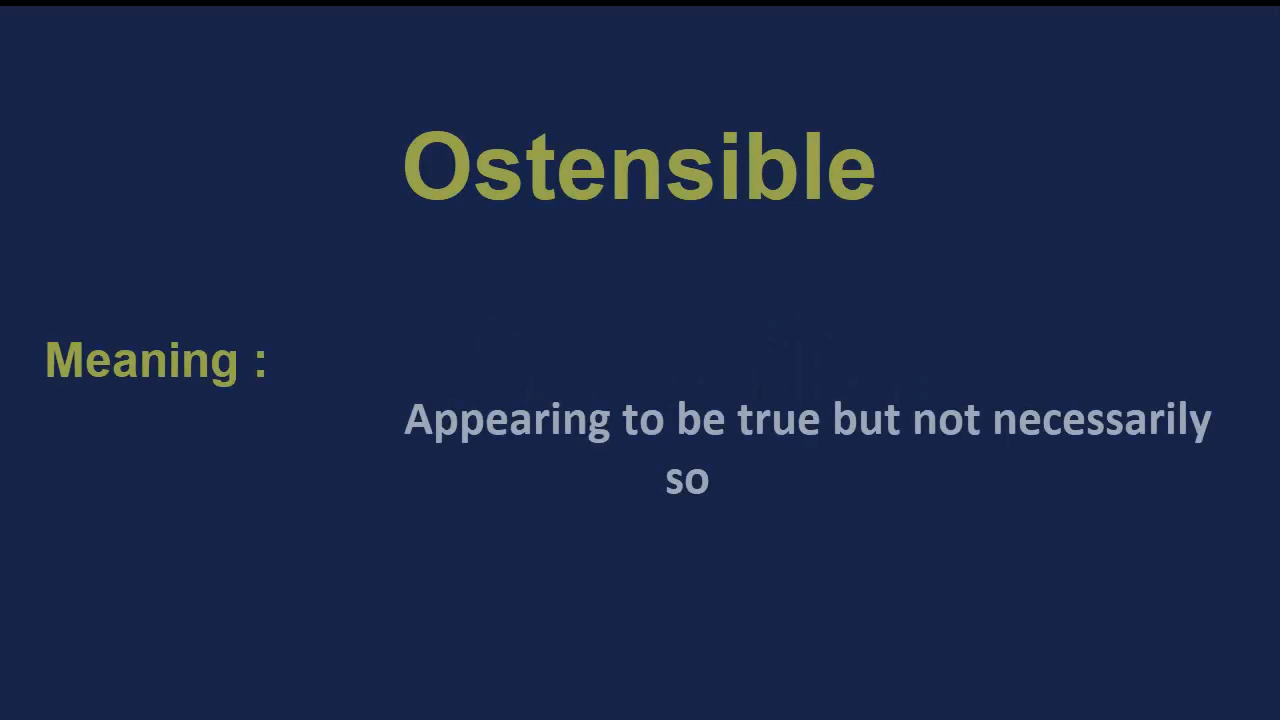 Ostensible
Meaning :
Appearing to be true but not necessarily
so